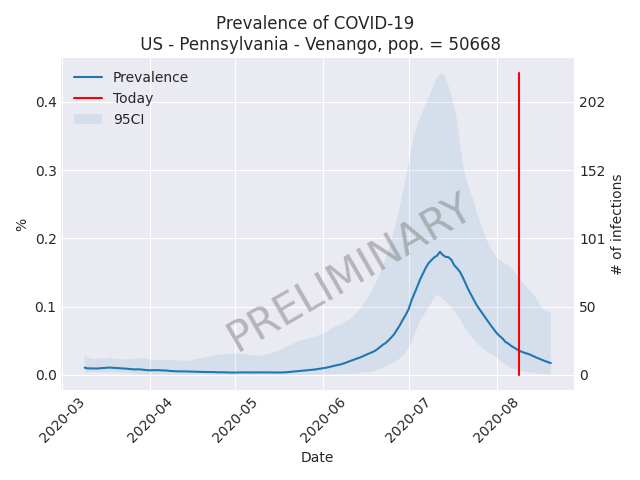 Prevalence of COVID-19
US - Pennsylvania - Venango, pop. = 50668
Prevalence
Today
95CI
0.4
0.3
0.2
0.1
0.0
%
202
152
101
50
0
# of infections
PRELIMINARY
2020-03
2020-04
2020-05
2020-06
2020-07
2020-08
Date